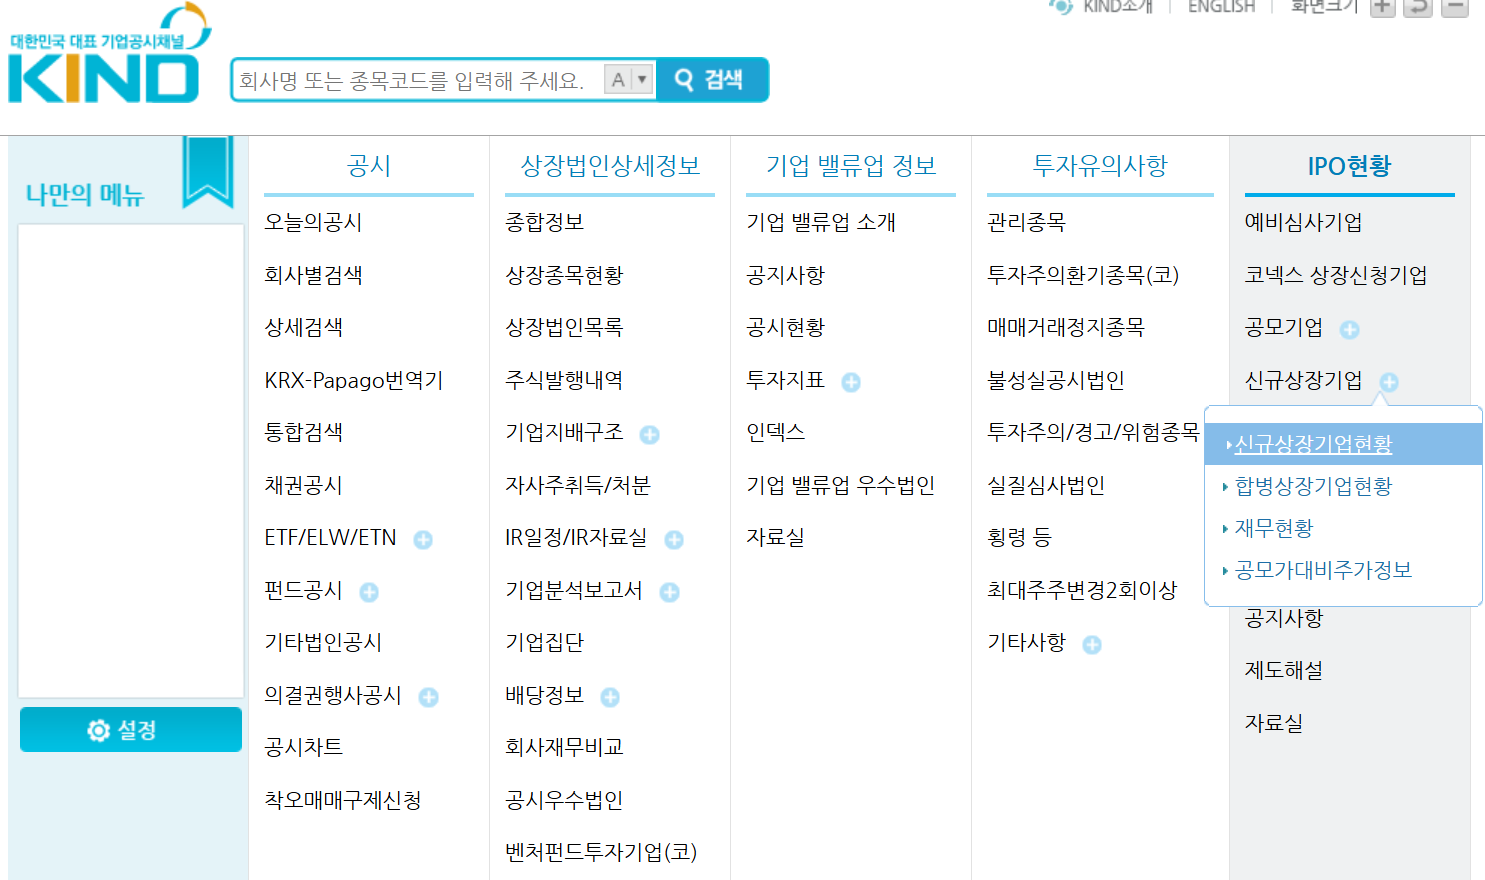 KIND소개 | ENGLISH | 화면크기
대한민국 대표 기업공시채널
KIND
회사명 또는 종목코드를 입력해 주세요.
A
검색
나만의 메뉴
설정
공시
오늘의공시
회사별검색
상세검색
KRX-Papago번역기
통합검색
채권공시
ETF/ELW/ETN
펀드공시
기타법인공시
의결권행사공시
공시차트
착오매매구제신청
상장법인상세정보
종합정보
상장종목현황
상장법인목록
주식발행내역
기업지배구조
자사주취득/처분
IR일정/IR자료실
기업분석보고서
기업집단
배당정보
회사재무비교
공시우수법인
벤처펀드투자기업(코)
기업 밸류업 정보
기업 밸류업 소개
공지사항
공시현황
투자지표
인덱스
기업 밸류업 우수법인
자료실
투자유의사항
관리종목
투자주의환기종목(코)
매매거래정지종목
불성실공시법인
투자주의/경고/위험종목
실질심사법인
횡령 등
최대주주변경2회이상
기타사항
IPO현황
예비심사기업
코넥스 상장신청기업
공모기업
신규상장기업
신규상장기업현황
합병상장기업현황
재무현황
공모가대비주가정보
공지사항
제도해설
자료실